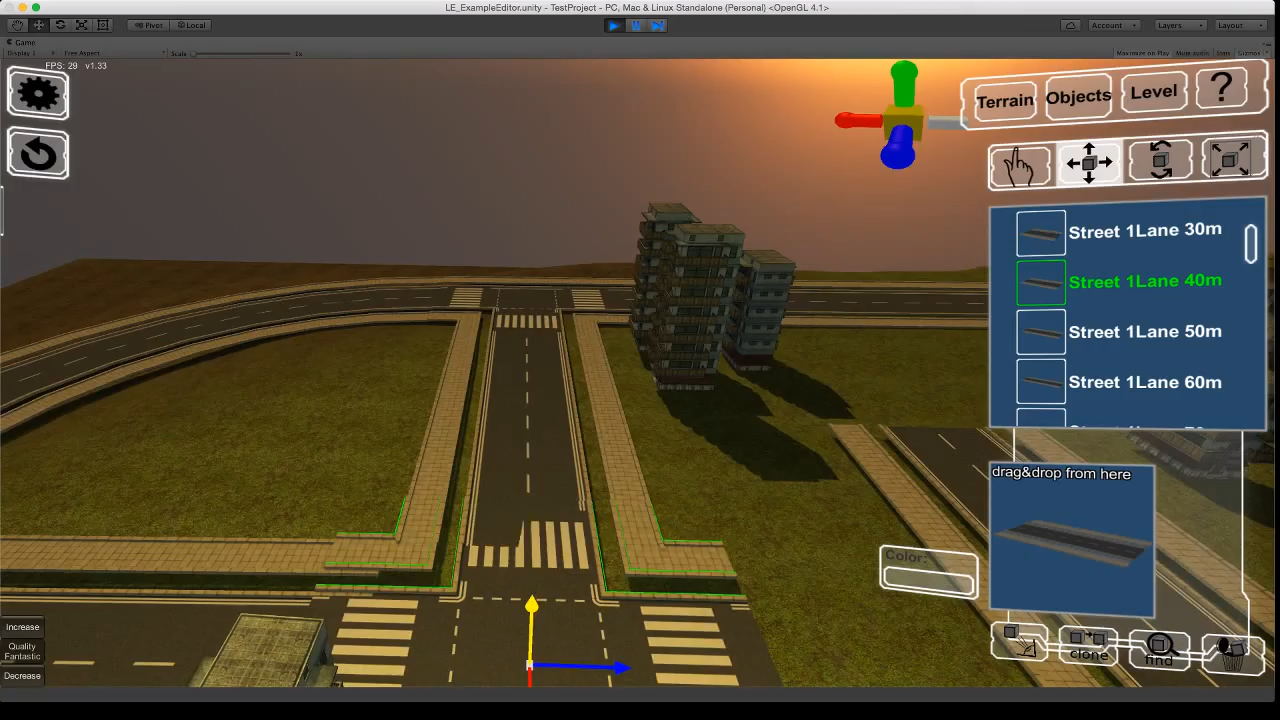 LE_ExampleEditor.unity - TestProject - PC, Mac & Linux Standalone (Personal) <OpenGL 4.1>
Pivot Local Account Layers Layout
Game
Display 1 Free Aspect Scale 1x Maximize on Play Mute audio Stats Gizmos
FPS: 29 v1.33
Terrain Objects Level ?
Street 1Lane 30m
Street 1Lane 40m
Street 1Lane 50m
Street 1Lane 60m
drag&drop from here
Color:
Increase
Quality
Fantastic
Decrease
clone
find